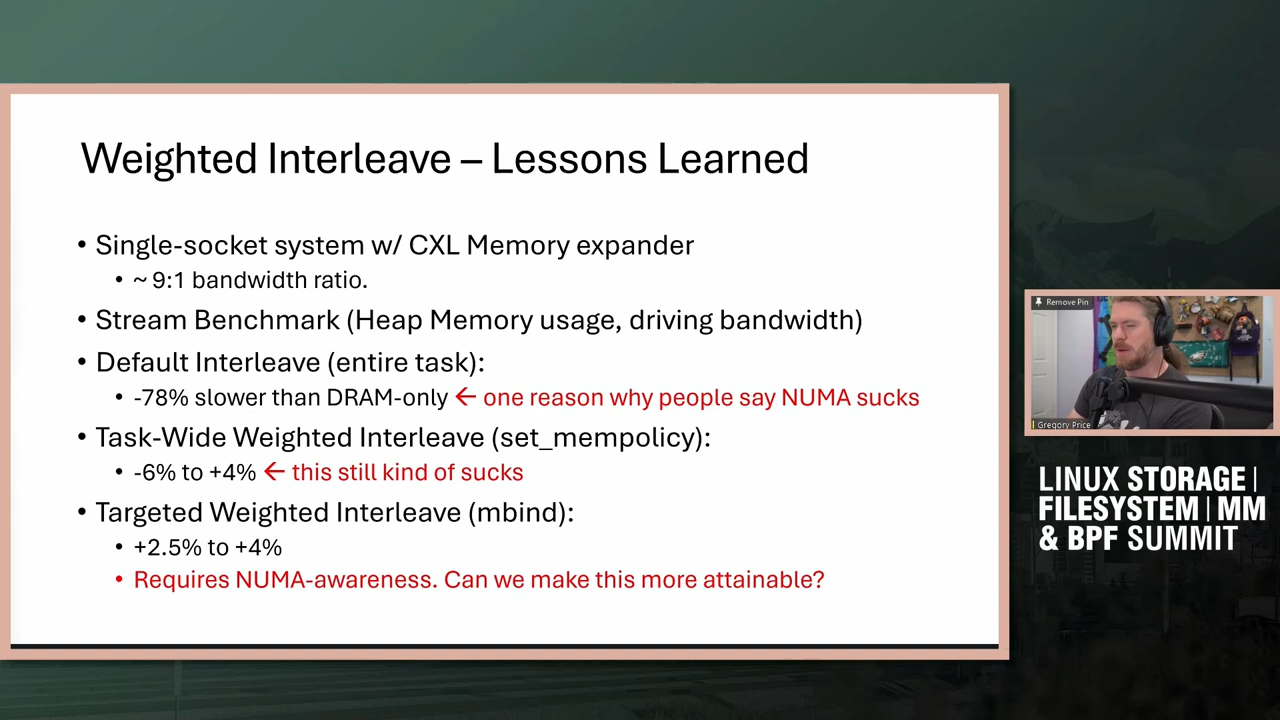 Weighted Interleave – Lessons Learned
• Single-socket system w/ CXL Memory expander
• ~ 9:1 bandwidth ratio.
• Stream Benchmark (Heap Memory usage, driving bandwidth)
• Default Interleave (entire task):
• -78% slower than DRAM-only ← one reason why people say NUMA sucks
• Task-Wide Weighted Interleave (set_mempolicy):
• -6% to +4% ← this still kind of sucks
• Targeted Weighted Interleave (mbind):
• +2.5% to +4%
• Requires NUMA-awareness. Can we make this more attainable?
Remove Pin
Gregory Price
LINUX STORAGE |
FILESYSTEM | MM
& BPF SUMMIT